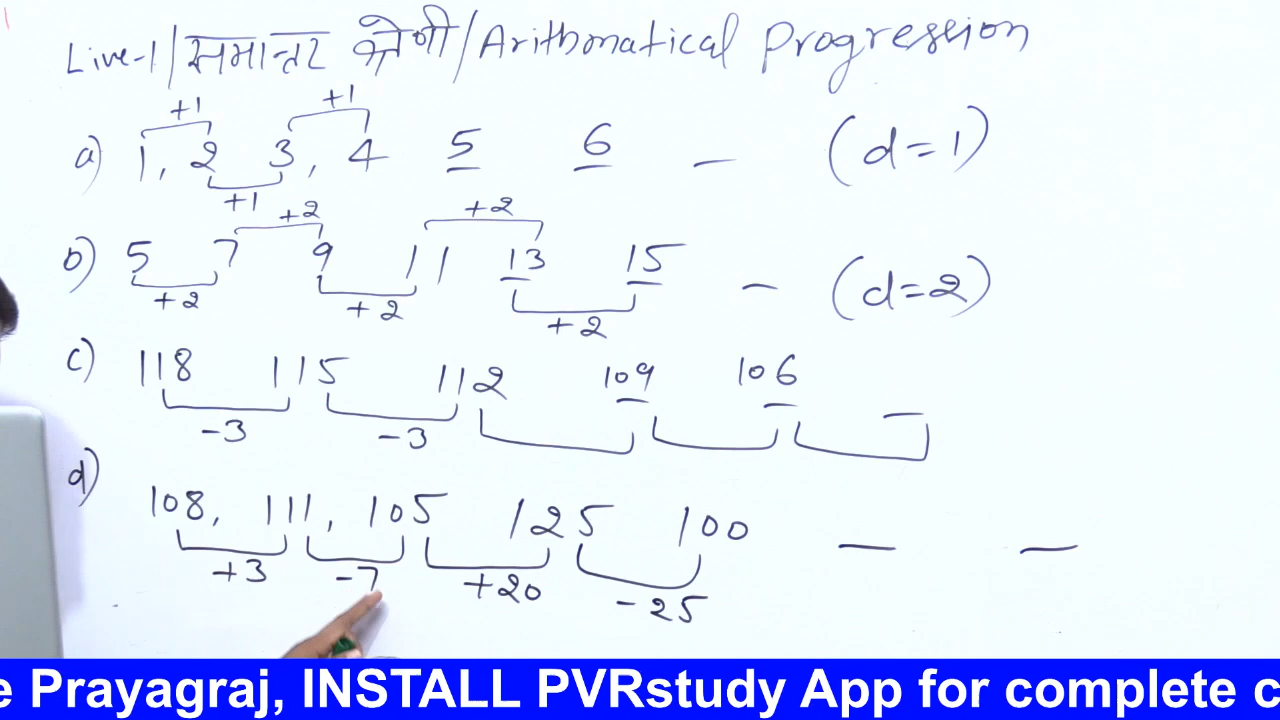 Live-1/समान्तर श्रेणी/Arithmatical Progression
+1 +1
a) 1, 2 3, 4 5 6 — (d=1)
+1 +2 +2
b) 5 7 9 11 13 15 — (d=2)
+2 +2 +2
c) 118 115 112 109 106 —
-3 -3
d)
108, 111, 105 125 100 — —
+3 -7 +20 -25
e Prayagraj, INSTALL PVRstudy App for complete c